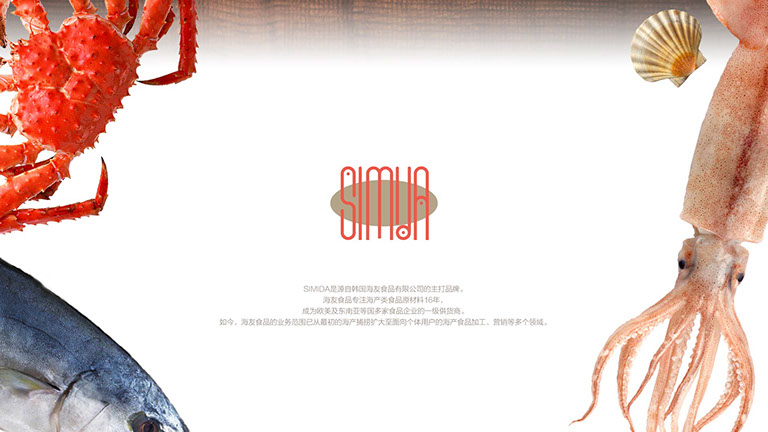 SIMIDA
SIMIDA是源自韩国海友食品有限公司的主打品牌。
海友食品专注海产类食品原材料16年，
成为欧美及东南亚等国多家食品企业的一级供货商。
如今，海友食品的业务范围已从最初的海产捕捞扩大至面向个体用户的海产食品加工、营销等多个领域。